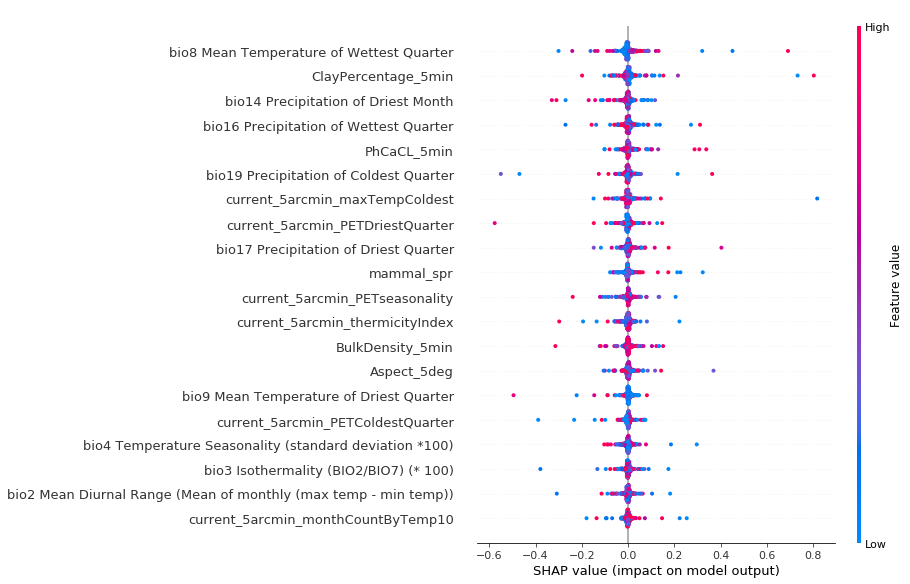 High
bio8 Mean Temperature of Wettest Quarter
ClayPercentage_5min
bio14 Precipitation of Driest Month
bio16 Precipitation of Wettest Quarter
PhCaCL_5min
bio19 Precipitation of Coldest Quarter
current_5arcmin_maxTempColdest
current_5arcmin_PETDriestQuarter
bio17 Precipitation of Driest Quarter
mammal_spr
current_5arcmin_PETseasonality
current_5arcmin_thermicityIndex
BulkDensity_5min
Aspect_5deg
bio9 Mean Temperature of Driest Quarter
current_5arcmin_PETColdestQuarter
bio4 Temperature Seasonality (standard deviation *100)
bio3 Isothermality (BIO2/BIO7) (* 100)
bio2 Mean Diurnal Range (Mean of monthly (max temp - min temp))
current_5arcmin_monthCountByTemp10
Feature value
Low
−0.6 −0.4 −0.2 0.0 0.2 0.4 0.6 0.8
SHAP value (impact on model output)